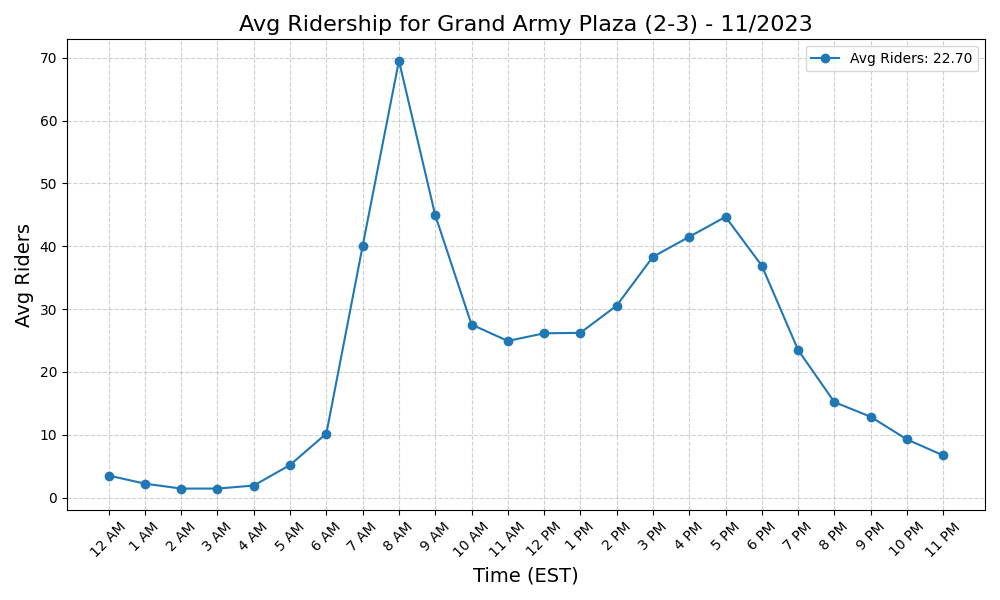 Avg Ridership for Grand Army Plaza (2-3) - 11/2023
Avg Riders: 22.70
Avg Riders
70
60
50
40
30
20
10
0
12 AM
1 AM
2 AM
3 AM
4 AM
5 AM
6 AM
7 AM
8 AM
9 AM
10 AM
11 AM
12 PM
1 PM
2 PM
3 PM
4 PM
5 PM
6 PM
7 PM
8 PM
9 PM
10 PM
11 PM
Time (EST)